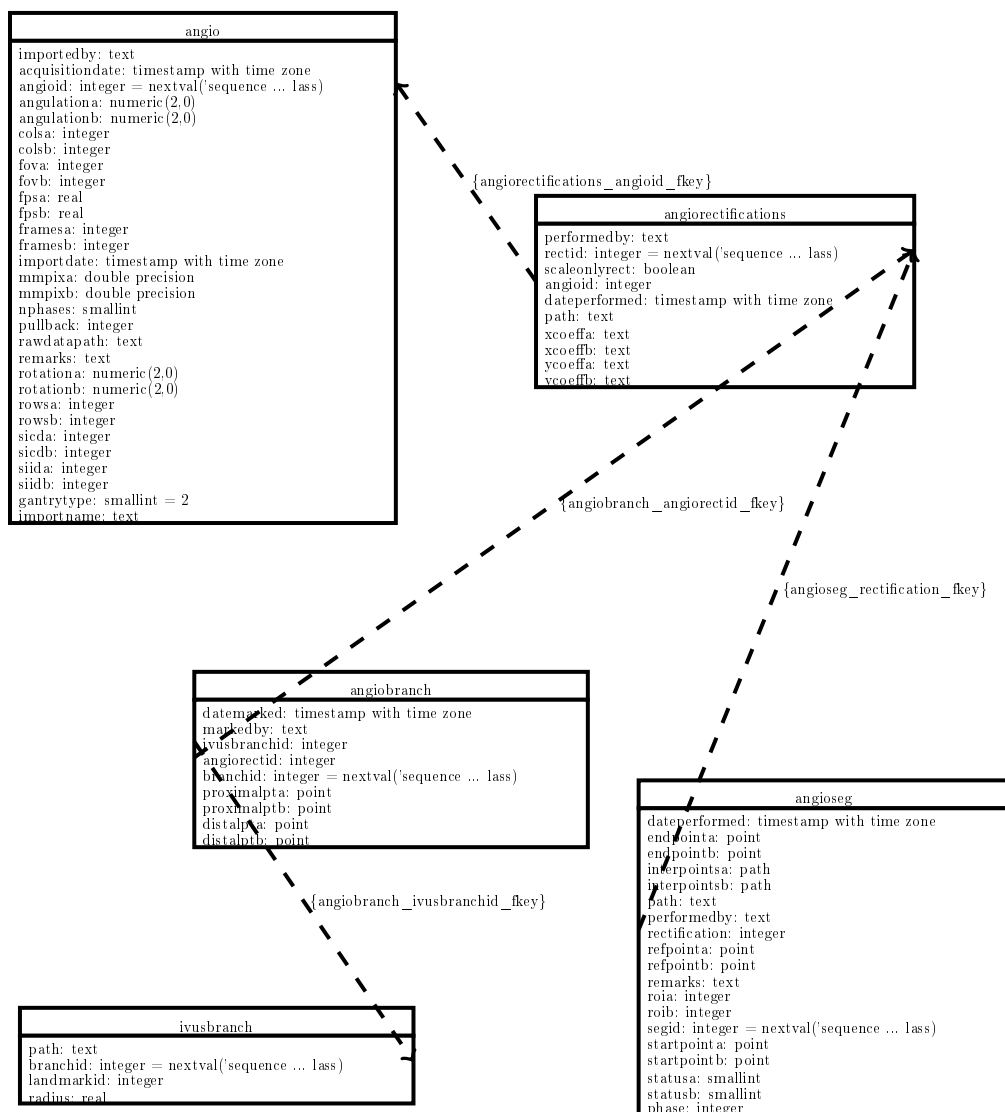 angio
importedby: text
acquisitiondate: timestamp with time zone
angioid: integer = nextval('sequence ... lass)
angulationa: numeric(2,0)
angulationb: numeric(2,0)
colsa: integer
colsb: integer
fova: integer
fovb: integer
fpsa: real
fpsb: real
framesa: integer
framesb: integer
importdate: timestamp with time zone
mmpixa: double precision
mmpixb: double precision
nphases: smallint
pullback: integer
rawdatapath: text
remarks: text
rotationa: numeric(2,0)
rotationb: numeric(2,0)
rowsa: integer
rowsb: integer
sicda: integer
sicdb: integer
siida: integer
siidb: integer
gantrytype: smallint = 2
importname: text
{angiorectifications_angioid_fkey}
angiorectifications
performedby: text
rectid: integer = nextval('sequence ... lass)
scaleonlyrect: boolean
angioid: integer
dateperformed: timestamp with time zone
path: text
xcoeffa: text
xcoeffb: text
ycoeffa: text
ycoeffb: text
{angiobranch_angiorectid_fkey}
{angioseg_rectification_fkey}
angiobranch
datemarked: timestamp with time zone
markedby: text
ivusbranchid: integer
angiorectid: integer
branchid: integer = nextval('sequence ... lass)
proximalpta: point
proximalptb: point
distalpta: point
distalptb: point
{angiobranch_ivusbranchid_fkey}
angioseg
dateperformed: timestamp with time zone
endpointa: point
endpointb: point
interpointsa: path
interpointsb: path
path: text
performedby: text
rectification: integer
refpointa: point
refpointb: point
remarks: text
roia: integer
roib: integer
segid: integer = nextval('sequence ... lass)
startpointa: point
startpointb: point
statusa: smallint
statusb: smallint
phase: integer
ivusbranch
path: text
branchid: integer = nextval('sequence ... lass)
landmarkid: integer
radius: real